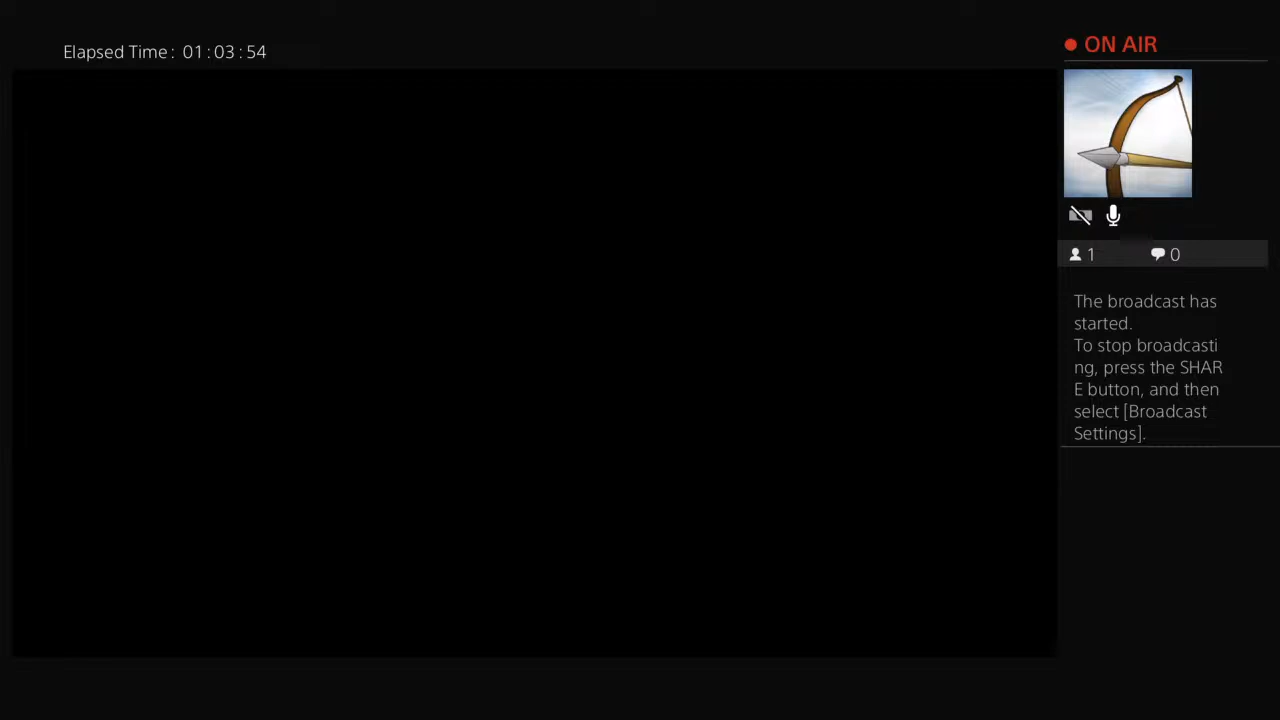 Elapsed Time: 01:03:54
ON AIR
1 0
The broadcast has
started.
To stop broadcasti
ng, press the SHAR
E button, and then
select [Broadcast
Settings].